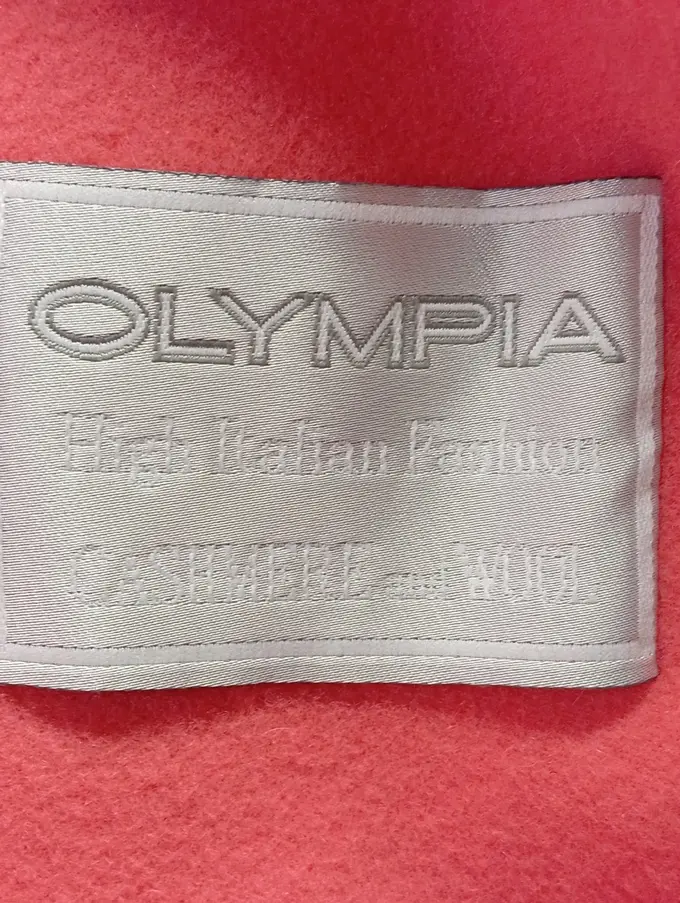 OLYMPIA
High Italian Fashion
CASHMERE and WOOL